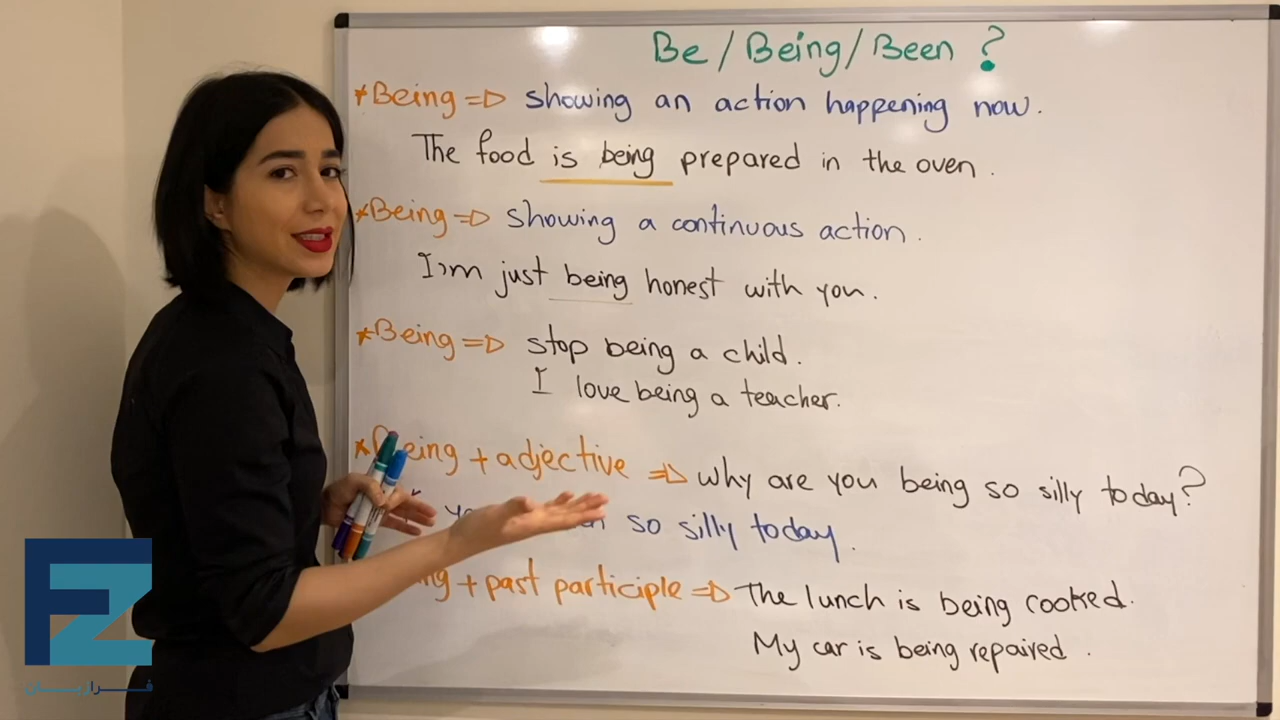 Be / Being / Been ?
*Being => showing an action happening now.
The food is being prepared in the oven.
*Being => showing a continuous action.
I'm just being honest with you.
*Being => stop being a child.
I love being a teacher.
*Being + adjective => why are you being so silly today?
so silly today.
+ past participle => The lunch is being cooked.
My car is being repaired.
FZ
فرازبان